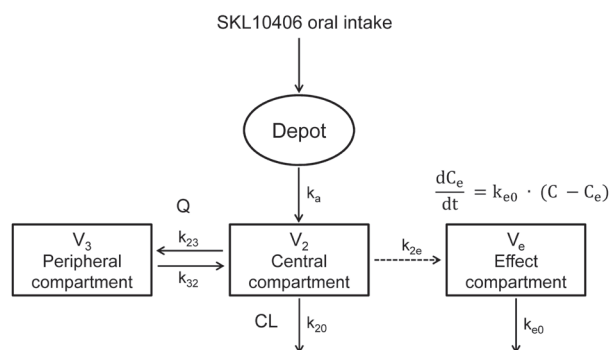 SKL10406 oral intake
Depot
kₐ
dCₑ/dt = kₑ₀ · (C − Cₑ)
Q
V₃
Peripheral
compartment
k₂₃
k₃₂
V₂
Central
compartment
k₂ₑ
Vₑ
Effect
compartment
CL
k₂₀
kₑ₀